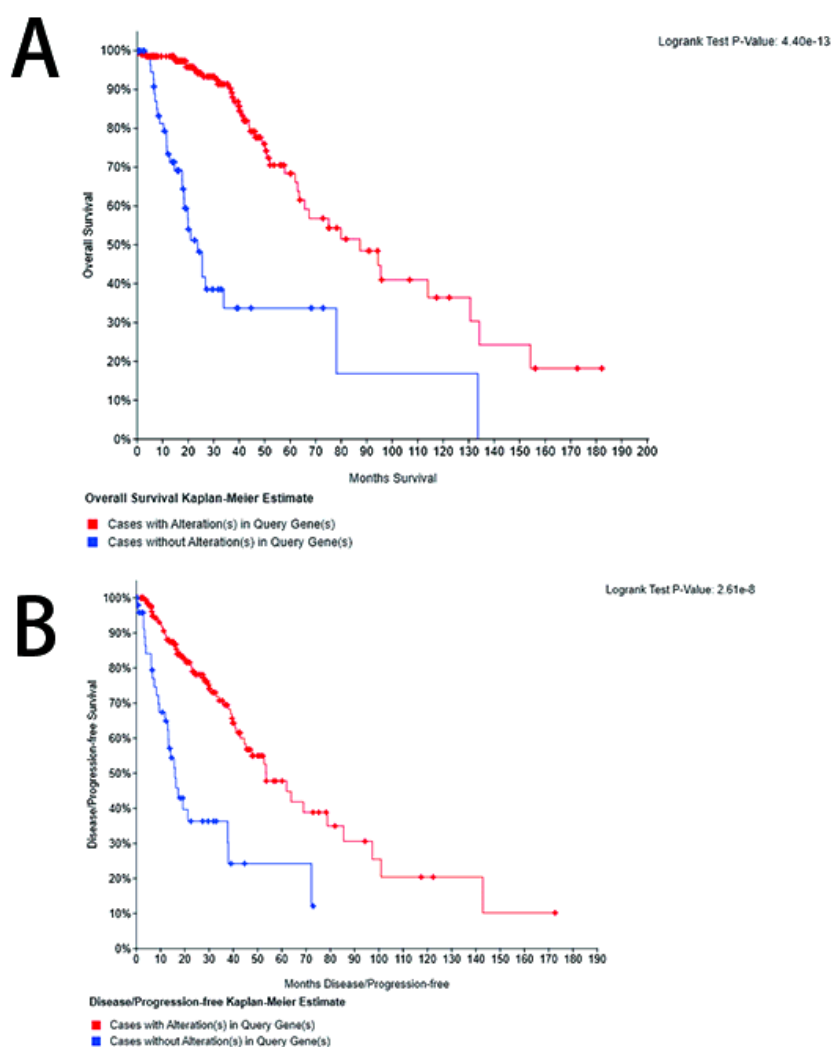 A
Logrank Test P-Value: 4.40e-13
100%
90%
80%
70%
60%
50%
40%
30%
20%
10%
0%
Overall Survival
0 10 20 30 40 50 60 70 80 90 100 110 120 130 140 150 160 170 180 190 200
Months Survival
Overall Survival Kaplan-Meier Estimate
Cases with Alteration(s) in Query Gene(s)
Cases without Alteration(s) in Query Gene(s)
B
Logrank Test P-Value: 2.61e-8
100%
90%
80%
70%
60%
50%
40%
30%
20%
10%
0%
Disease/Progression-free Survival
0 10 20 30 40 50 60 70 80 90 100 110 120 130 140 150 160 170 180 190
Months Disease/Progression-free
Disease/Progression-free Kaplan-Meier Estimate
Cases with Alteration(s) in Query Gene(s)
Cases without Alteration(s) in Query Gene(s)